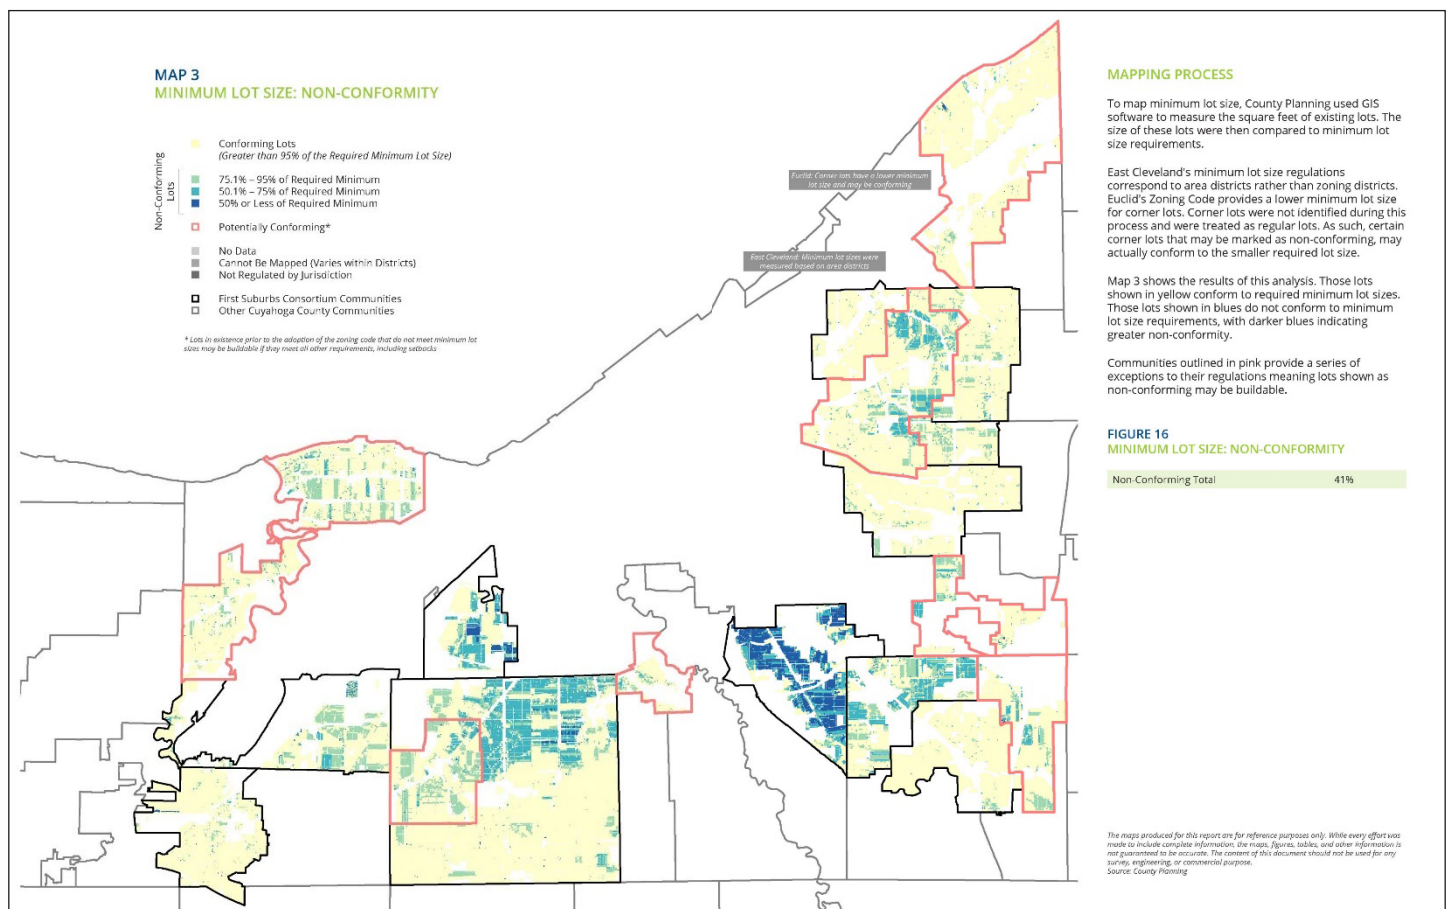 MAP 3
MINIMUM LOT SIZE: NON-CONFORMITY
Non-Conforming
Lots
Conforming Lots
(Greater than 95% of the Required Minimum Lot Size)
75.1% – 95% of Required Minimum
50.1% – 75% of Required Minimum
50% or Less of Required Minimum
Potentially Conforming*
No Data
Cannot Be Mapped (Varies within Districts)
Not Regulated by Jurisdiction
First Suburbs Consortium Communities
Other Cuyahoga County Communities
* Lots in existence prior to the adoption of the zoning code that do not meet minimum lot
sizes may be buildable if they meet all other requirements, including setbacks
Euclid: Corner lots have a lower minimum
lot size and may be conforming
East Cleveland: Minimum lot sizes were
measured based on area districts
MAPPING PROCESS
To map minimum lot size, County Planning used GIS
software to measure the square feet of existing lots. The
size of these lots were then compared to minimum lot
size requirements.
East Cleveland's minimum lot size regulations
correspond to area districts rather than zoning districts.
Euclid's Zoning Code provides a lower minimum lot size
for corner lots. Corner lots were not identified during this
process and were treated as regular lots. As such, certain
corner lots that may be marked as non-conforming, may
actually conform to the smaller required lot size.
Map 3 shows the results of this analysis. Those lots
shown in yellow conform to required minimum lot sizes.
Those lots shown in blues do not conform to minimum
lot size requirements, with darker blues indicating
greater non-conformity.
Communities outlined in pink provide a series of
exceptions to their regulations meaning lots shown as
non-conforming may be buildable.
FIGURE 16
MINIMUM LOT SIZE: NON-CONFORMITY
Non-Conforming Total 41%
The maps produced for this report are for reference purposes only. While every effort was
made to include complete information, the maps, figures, tables, and other information is
not guaranteed to be accurate. The content of this document should not be used for any
survey, engineering, or commercial purpose.
Source: County Planning